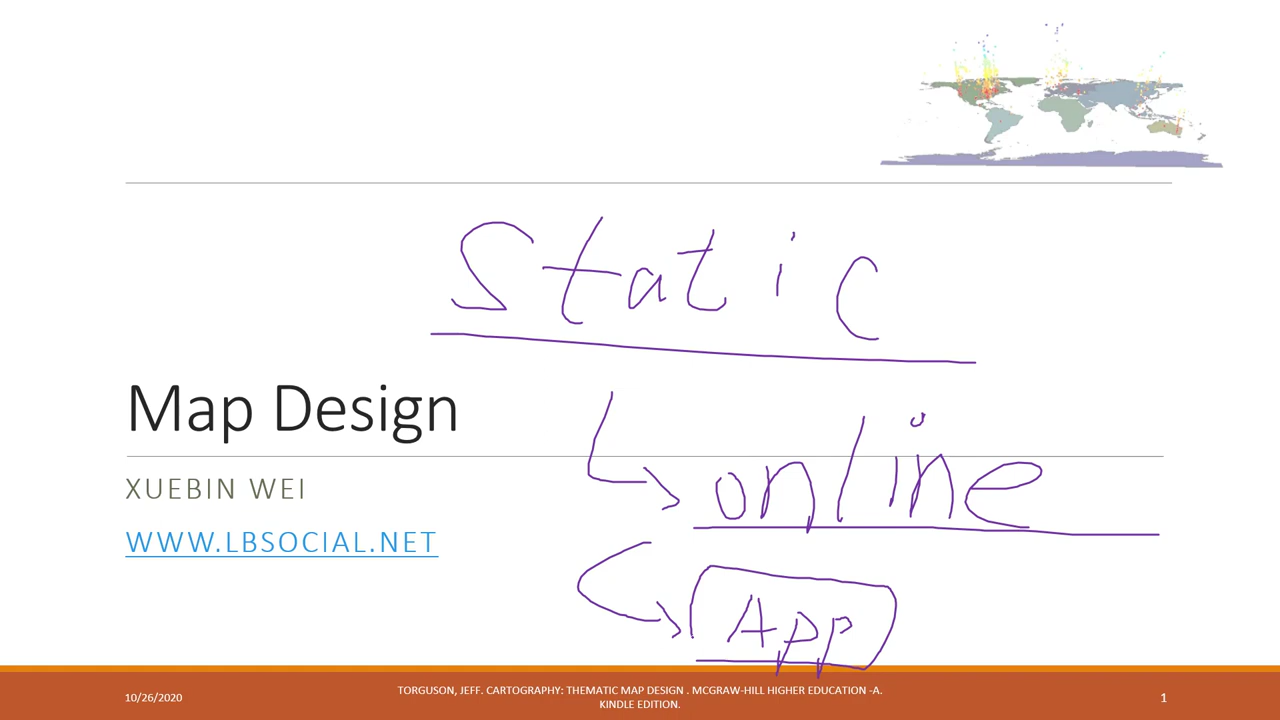 Static
Map Design
online
XUEBIN WEI
WWW.LBSOCIAL.NET
App
10/26/2020
TORGUSON, JEFF. CARTOGRAPHY: THEMATIC MAP DESIGN . MCGRAW-HILL HIGHER EDUCATION -A.
KINDLE EDITION.
1